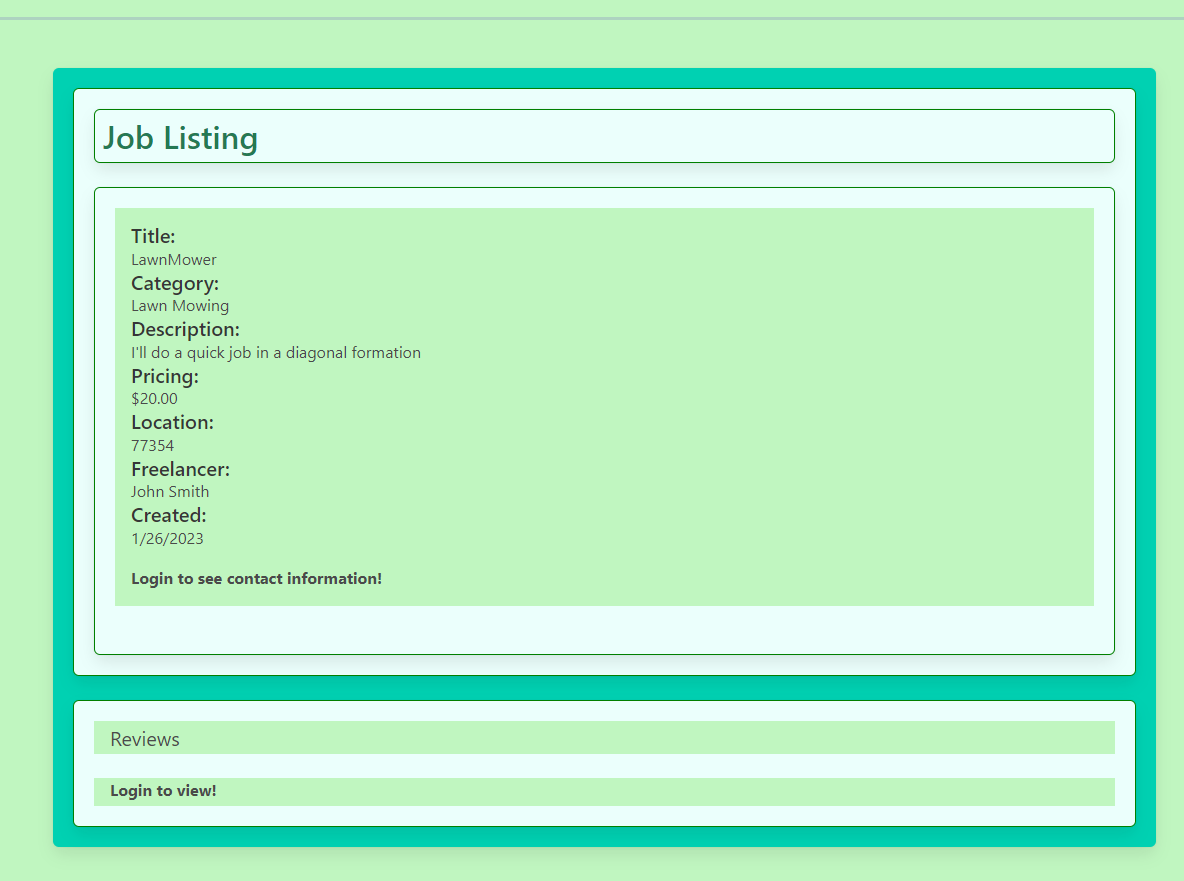 Job Listing
Title:
LawnMower
Category:
Lawn Mowing
Description:
I'll do a quick job in a diagonal formation
Pricing:
$20.00
Location:
77354
Freelancer:
John Smith
Created:
1/26/2023
Login to see contact information!
Reviews
Login to view!